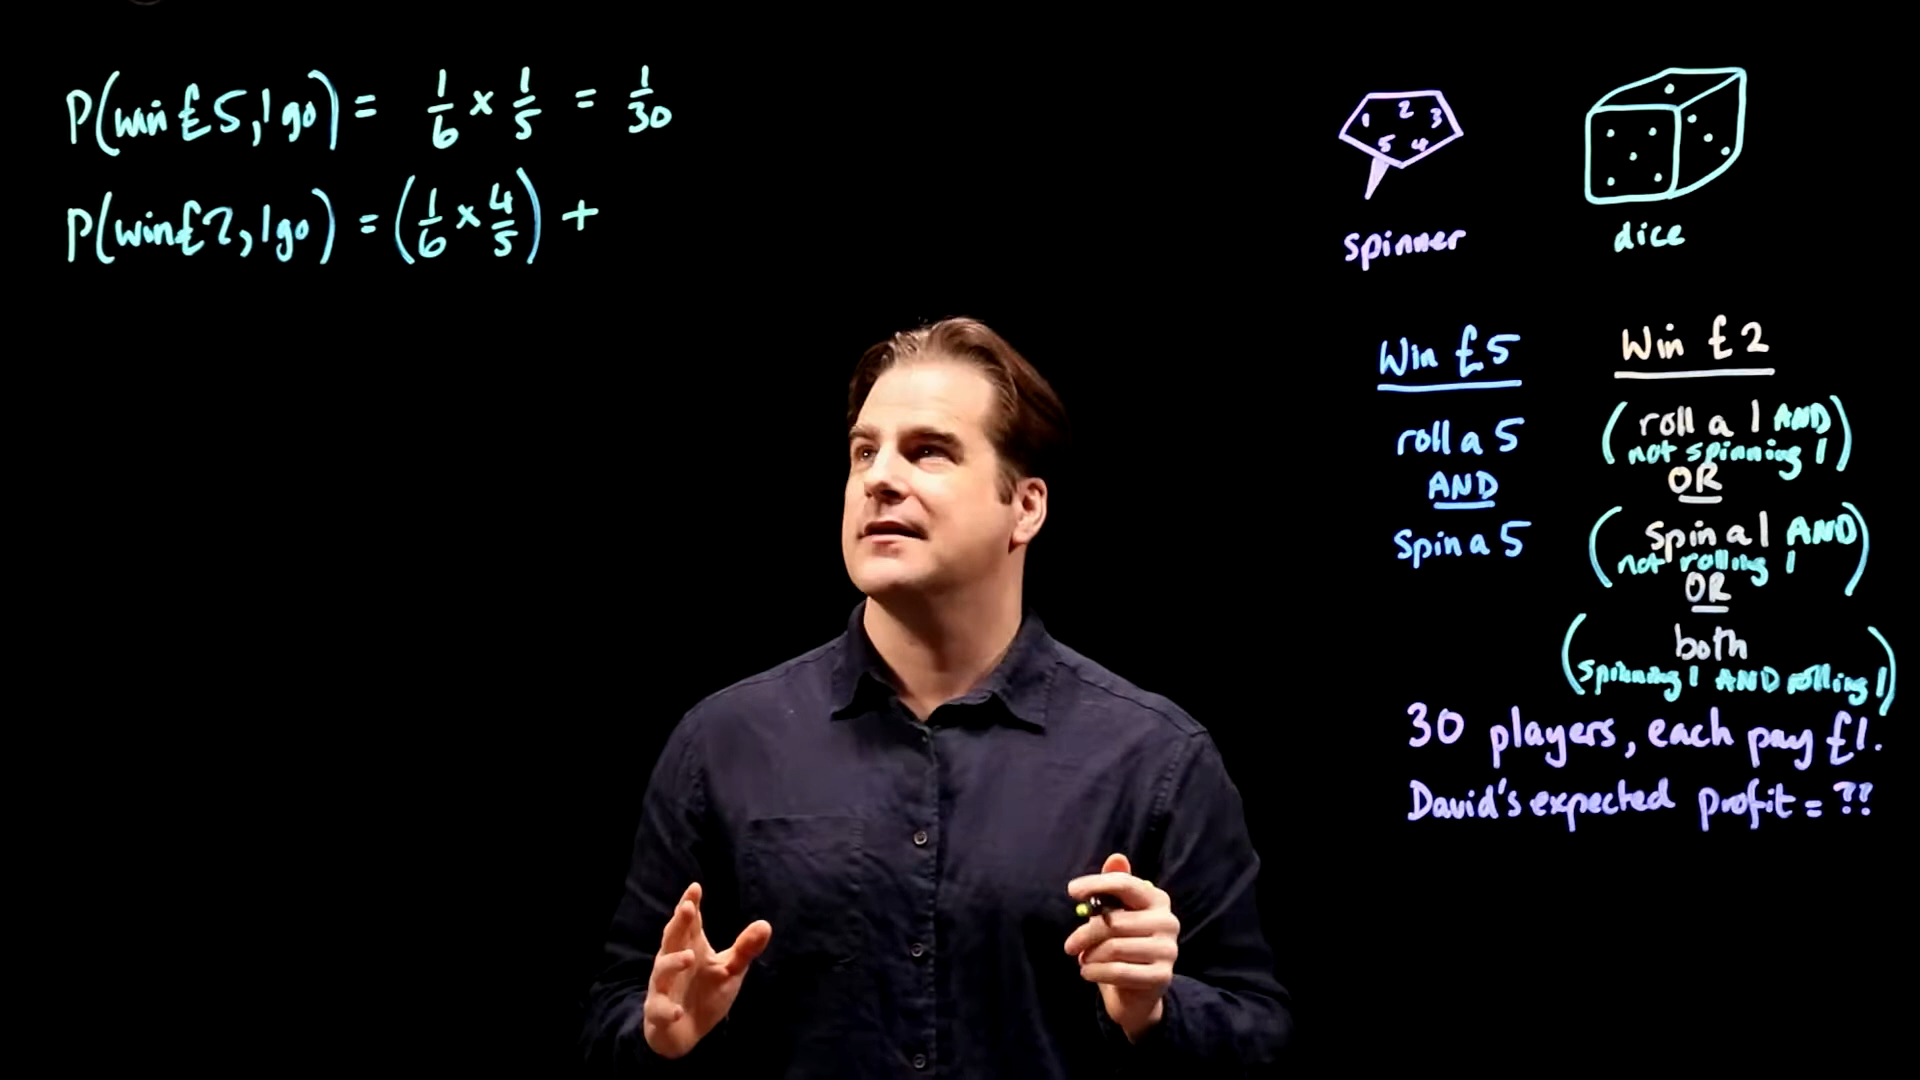 P(win £5, 1 go) = 1/6 × 1/5 = 1/30
P(win £2, 1 go) = (1/6 × 4/5) +
1 2 3
5 4
spinner
dice
Win £5
roll a 5
AND
Spin a 5
Win £2
(roll a 1 AND
not spinning 1)
OR
(spin a 1 AND
not rolling 1)
OR
(both
spinning 1 AND rolling 1)
30 players, each pay £1.
David's expected profit = ??